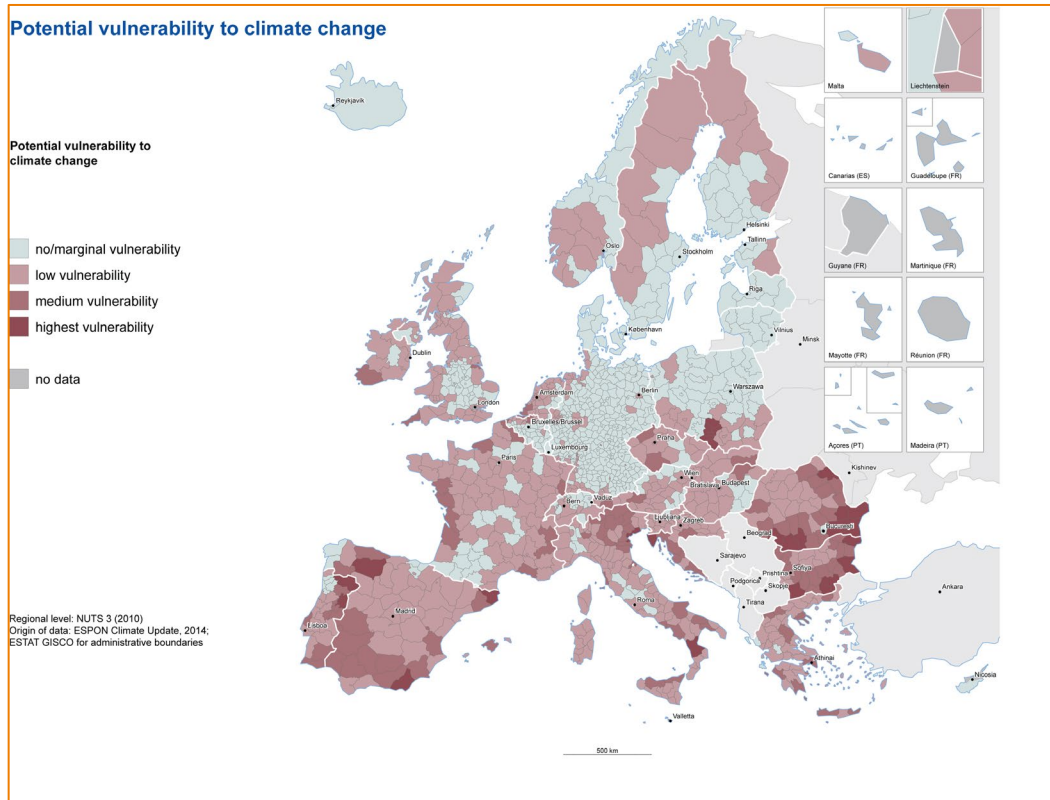 Potential vulnerability to climate change
Potential vulnerability to
climate change
no/marginal vulnerability
low vulnerability
medium vulnerability
highest vulnerability
no data
Regional level: NUTS 3 (2010)
Origin of data: ESPON Climate Update, 2014;
ESTAT GISCO for administrative boundaries
Reykjavik
Oslo
Stockholm
Helsinki
Tallinn
Riga
Vilnius
Minsk
København
Dublin
London
Amsterdam
Berlin
Warszawa
Bruxelles/Brussel
Luxembourg
Praha
Paris
Wien
Bratislava
Budapest
Kishinev
Bern
Vaduz
Ljubljana
Zagreb
Beograd
Bucuresti
Sarajevo
Prishtina
Sofiya
Podgorica
Skopje
Tirana
Roma
Madrid
Lisboa
Ankara
Athinai
Nicosia
Valletta
Malta
Liechtenstein
Canarias (ES)
Guadeloupe (FR)
Guyane (FR)
Martinique (FR)
Mayotte (FR)
Réunion (FR)
Açores (PT)
Madeira (PT)
500 km